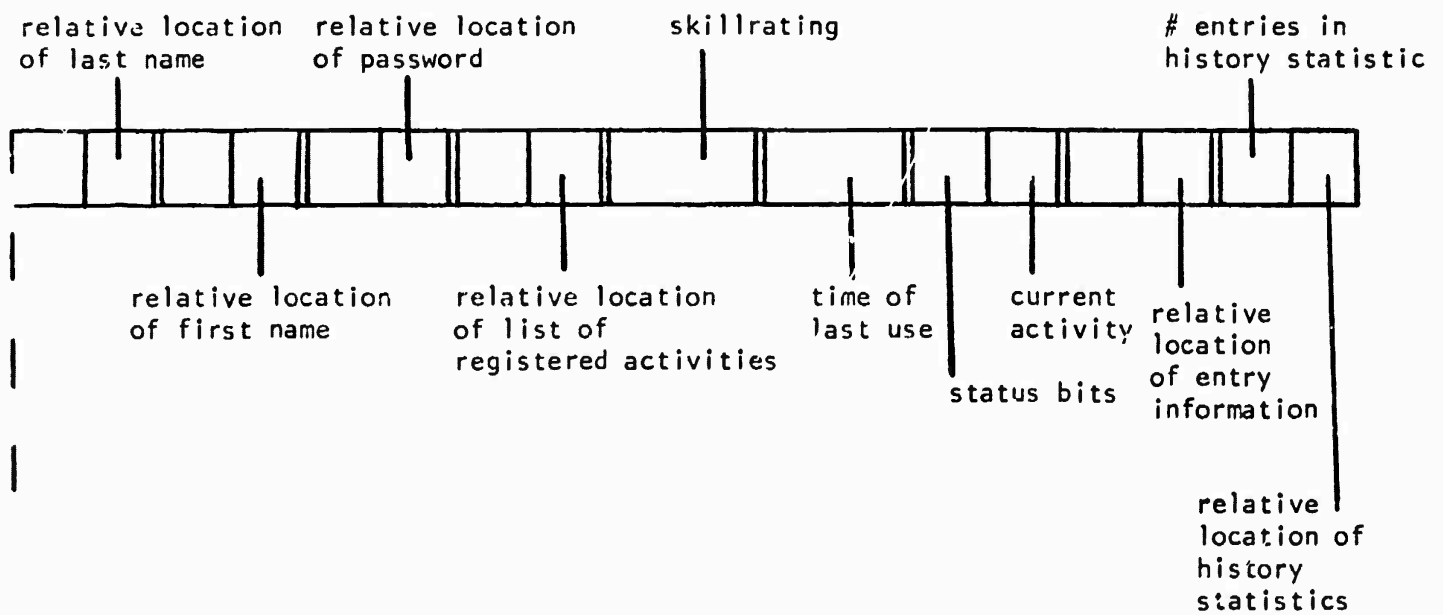 relative location
of last name
relative location
of password
skillrating
# entries in
history statistic
relative location
of first name
relative location
of list of
registered activities
time of
last use
status bits
current
activity
relative
location
of entry
information
relative
location of
history
statistics